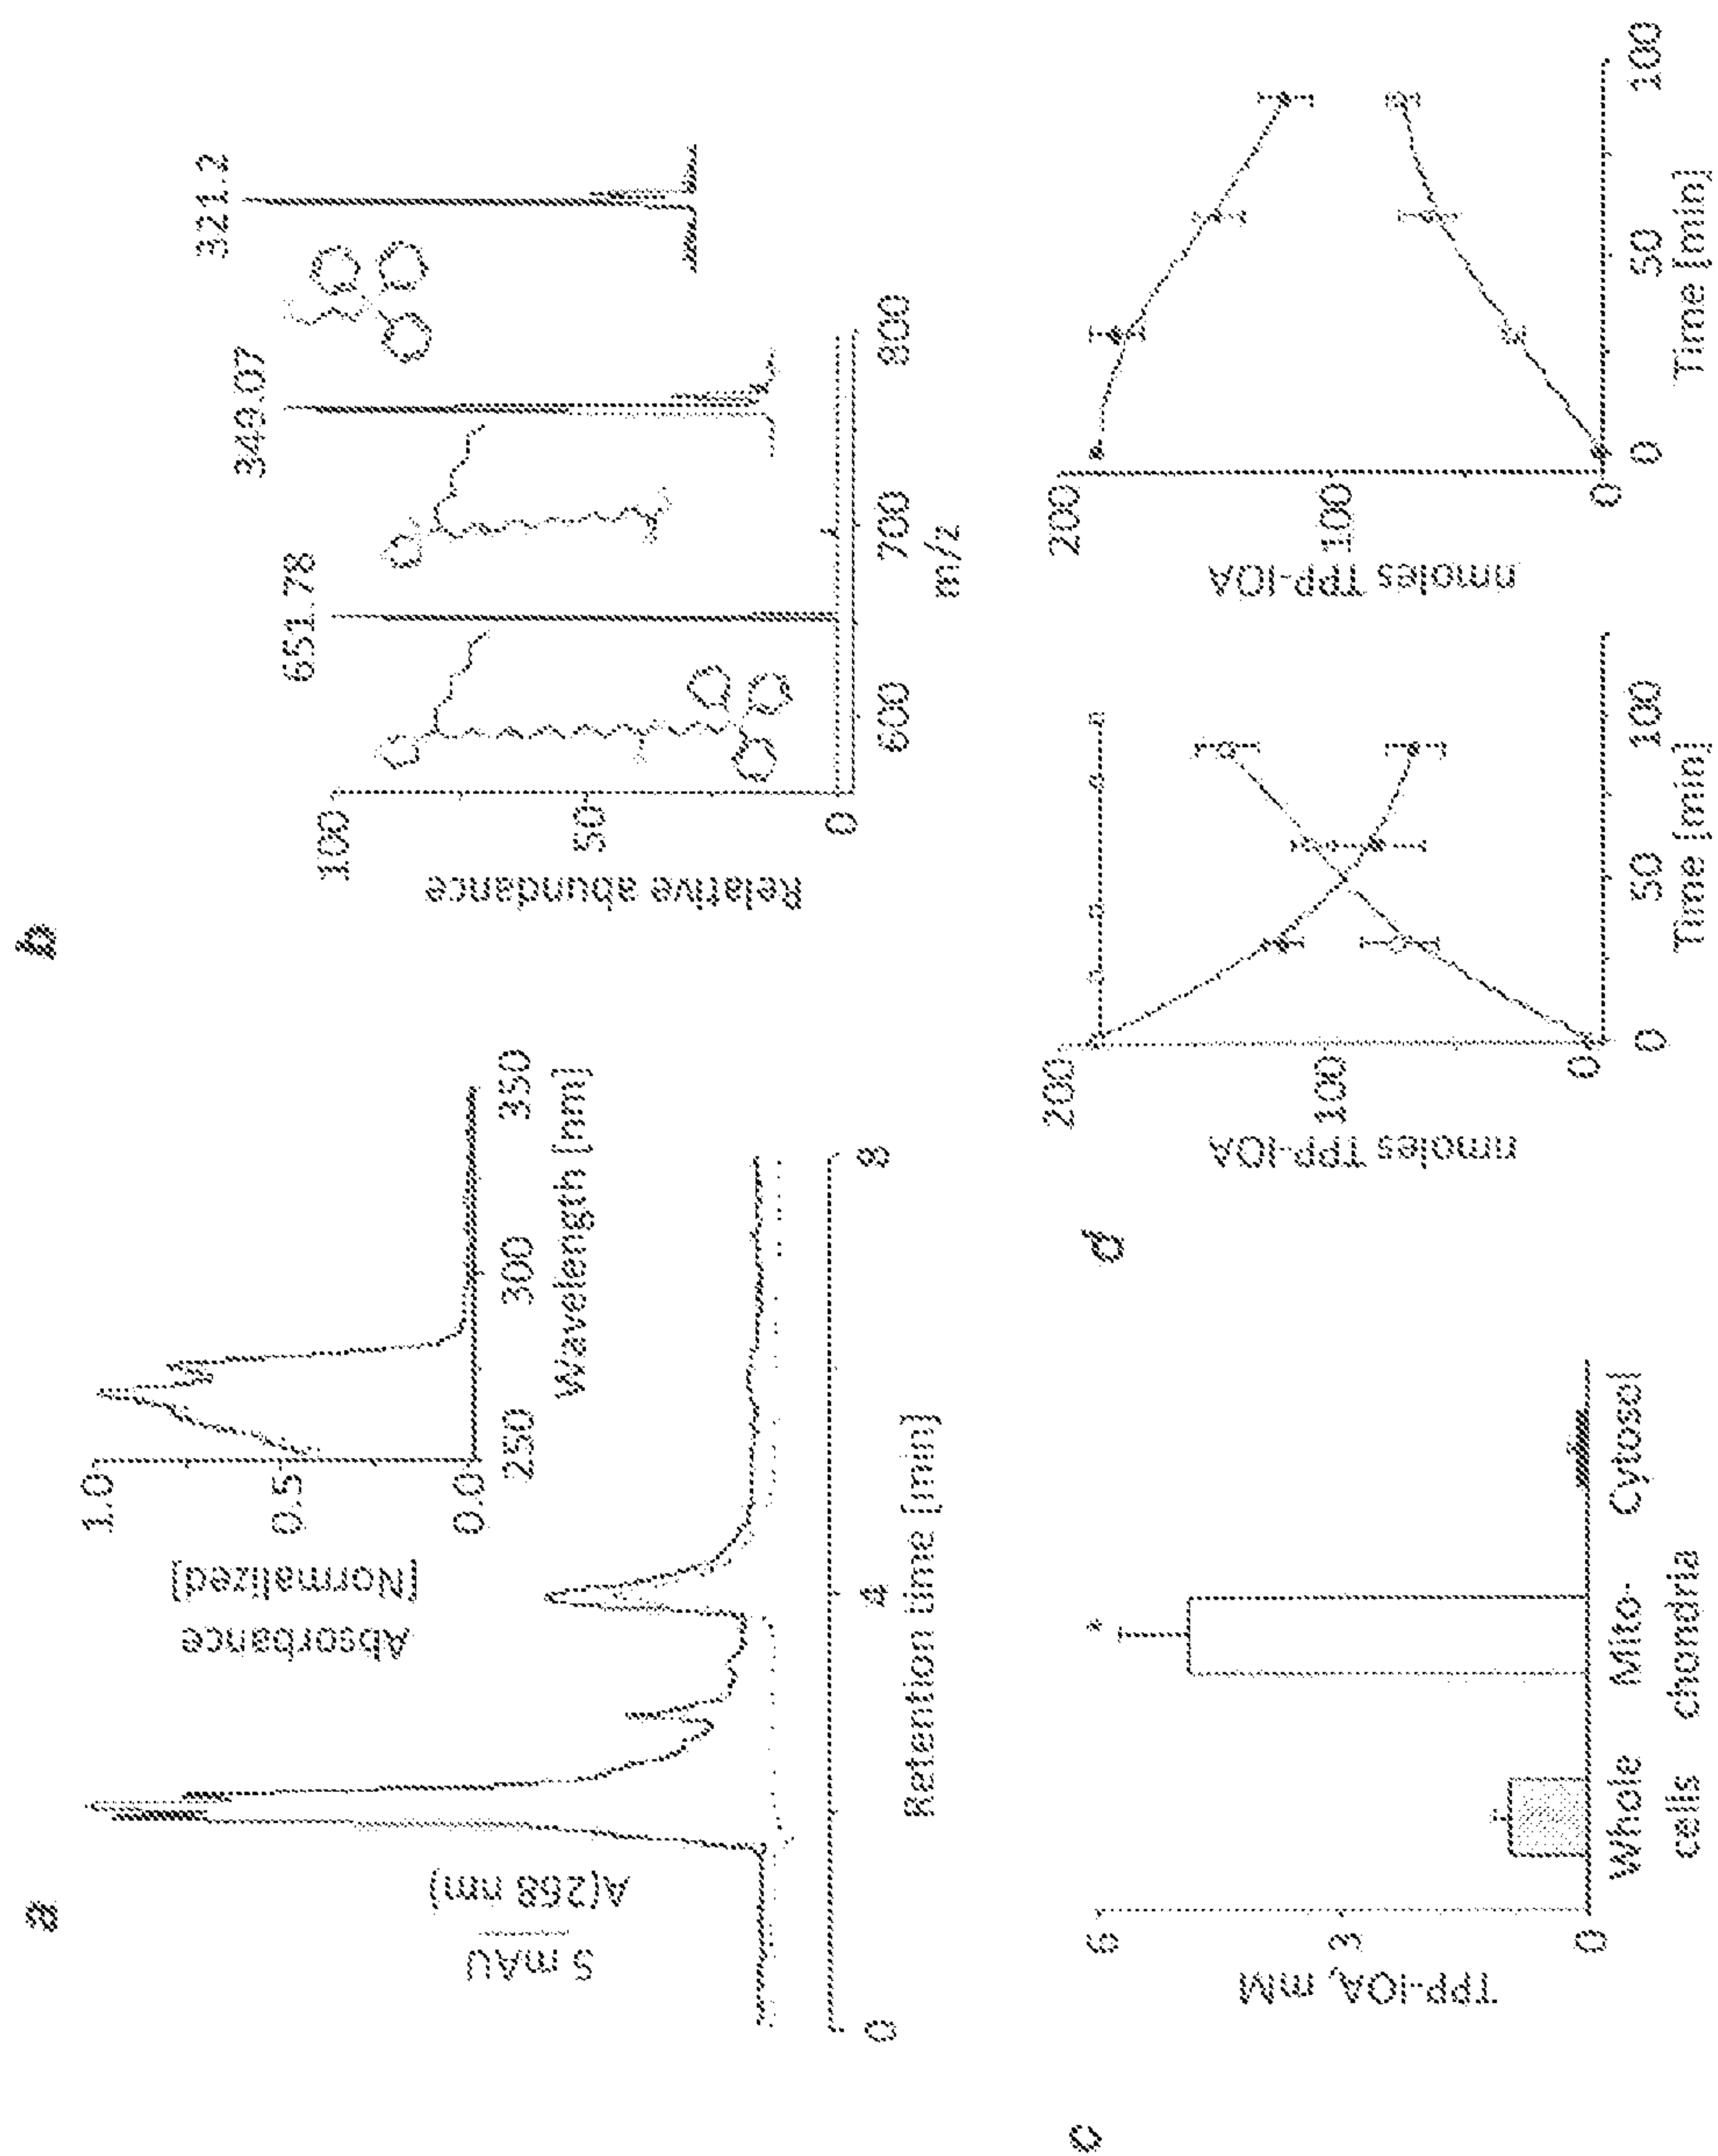 a
5 mAU
A(268 nm)
Absorbance
[Normalized]
1.0
0.5
0.0
250
300
350
Wavelength [nm]
0
4
8
Retention time [min]
b
Relative abundance
100
50
0
651.78
349.07
321.2
600
700
800
m/z
c
TPP-IOA, mM
6
3
0
Whole
cells
Mito-
chondria
Cytosol
*
d
nmoles TPP-IOA
200
100
0
0
50
100
Time [min]
nmoles TPP-IOA
200
100
0
0
50
100
Time [min]